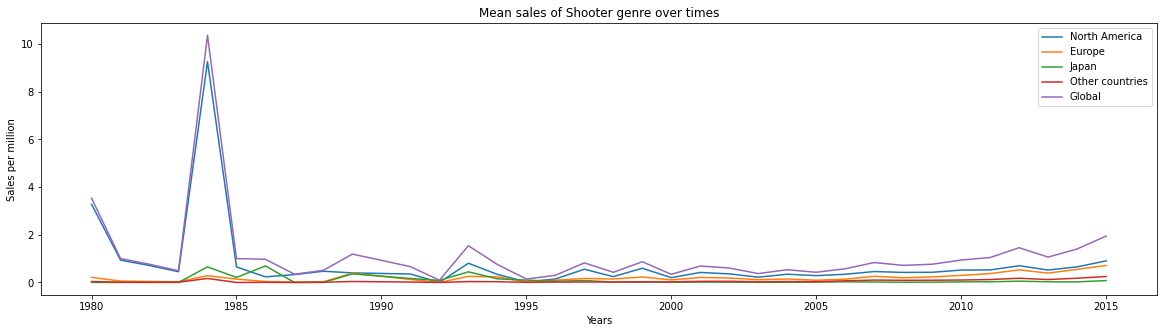 Mean sales of Shooter genre over times
North America
Europe
Japan
Other countries
Global
10
8
6
4
2
0
Sales per million
1980 1985 1990 1995 2000 2005 2010 2015
Years